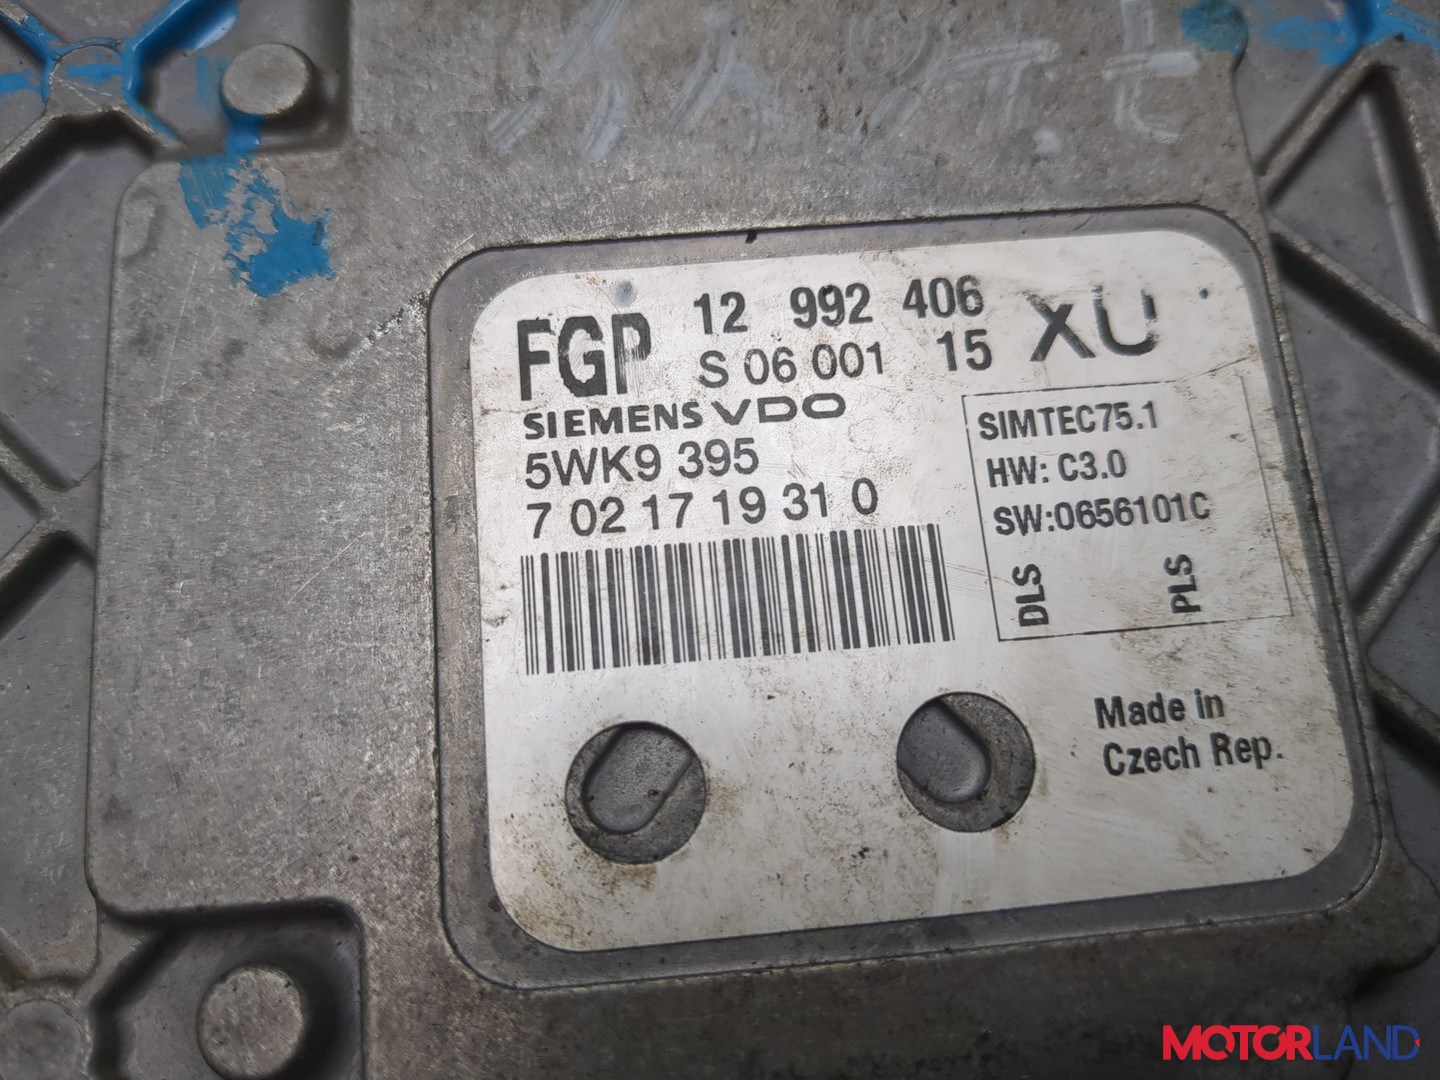 FGP 12 992 406 XU
S 06 001 15
SIEMENS VDO
5WK9 395
7 02 17 19 31 0
SIMTEC75.1
HW: C3.0
SW:0656101C
DLS PLS
Made in
Czech Rep.
MOTORLAND